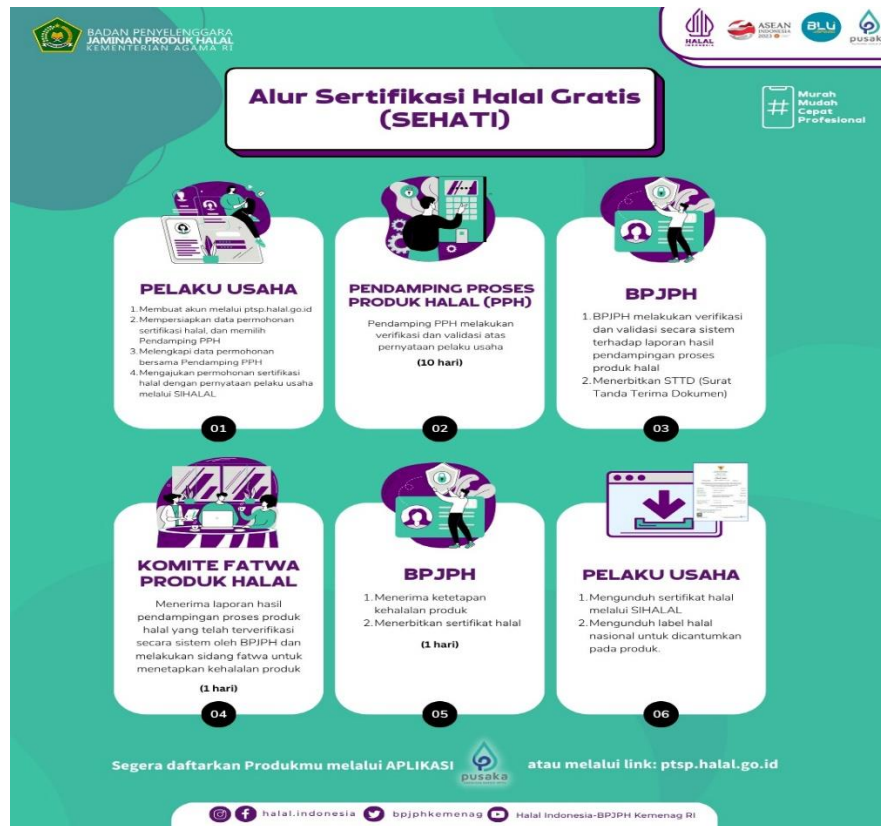 BADAN PENYELENGGARA
JAMINAN PRODUK HALAL
KEMENTERIAN AGAMA RI
HALAL
INDONESIA
ASEAN
INDONESIA
2023
BLU
pusaka
Alur Sertifikasi Halal Gratis
(SEHATI)
#
Murah
Mudah
Cepat
Profesional
PELAKU USAHA
1. Membuat akun melalui ptsp.halal.go.id
2. Mempersiapkan data permohonan
sertifikasi halal, dan memilih
Pendamping PPH
3. Melengkapi data permohonan
bersama Pendamping PPH
4. Mengajukan permohonan sertifikasi
halal dengan pernyataan pelaku usaha
melalui SIHALAL
01
PENDAMPING PROSES
PRODUK HALAL (PPH)
Pendamping PPH melakukan
verifikasi dan validasi atas
pernyataan pelaku usaha
(10 hari)
02
BPJPH
1. BPJPH melakukan verifikasi
dan validasi secara sistem
terhadap laporan hasil
pendampingan proses
produk halal
2. Menerbitkan STTD (Surat
Tanda Terima Dokumen)
03
KOMITE FATWA
PRODUK HALAL
Menerima laporan hasil
pendampingan proses produk
halal yang telah terverifikasi
secara sistem oleh BPJPH dan
melakukan sidang fatwa untuk
menetapkan kehalalan produk
(1 hari)
04
BPJPH
1. Menerima ketetapan
kehalalan produk
2. Menerbitkan sertifikat halal
(1 hari)
05
PELAKU USAHA
1. Mengunduh sertifikat halal
melalui SIHALAL
2. Mengunduh label halal
nasional untuk dicantumkan
pada produk.
06
Segera daftarkan Produkmu melalui APLIKASI pusaka atau melalui link: ptsp.halal.go.id
halal.indonesia bpjphkemenag Halal Indonesia-BPJPH Kemenag RI